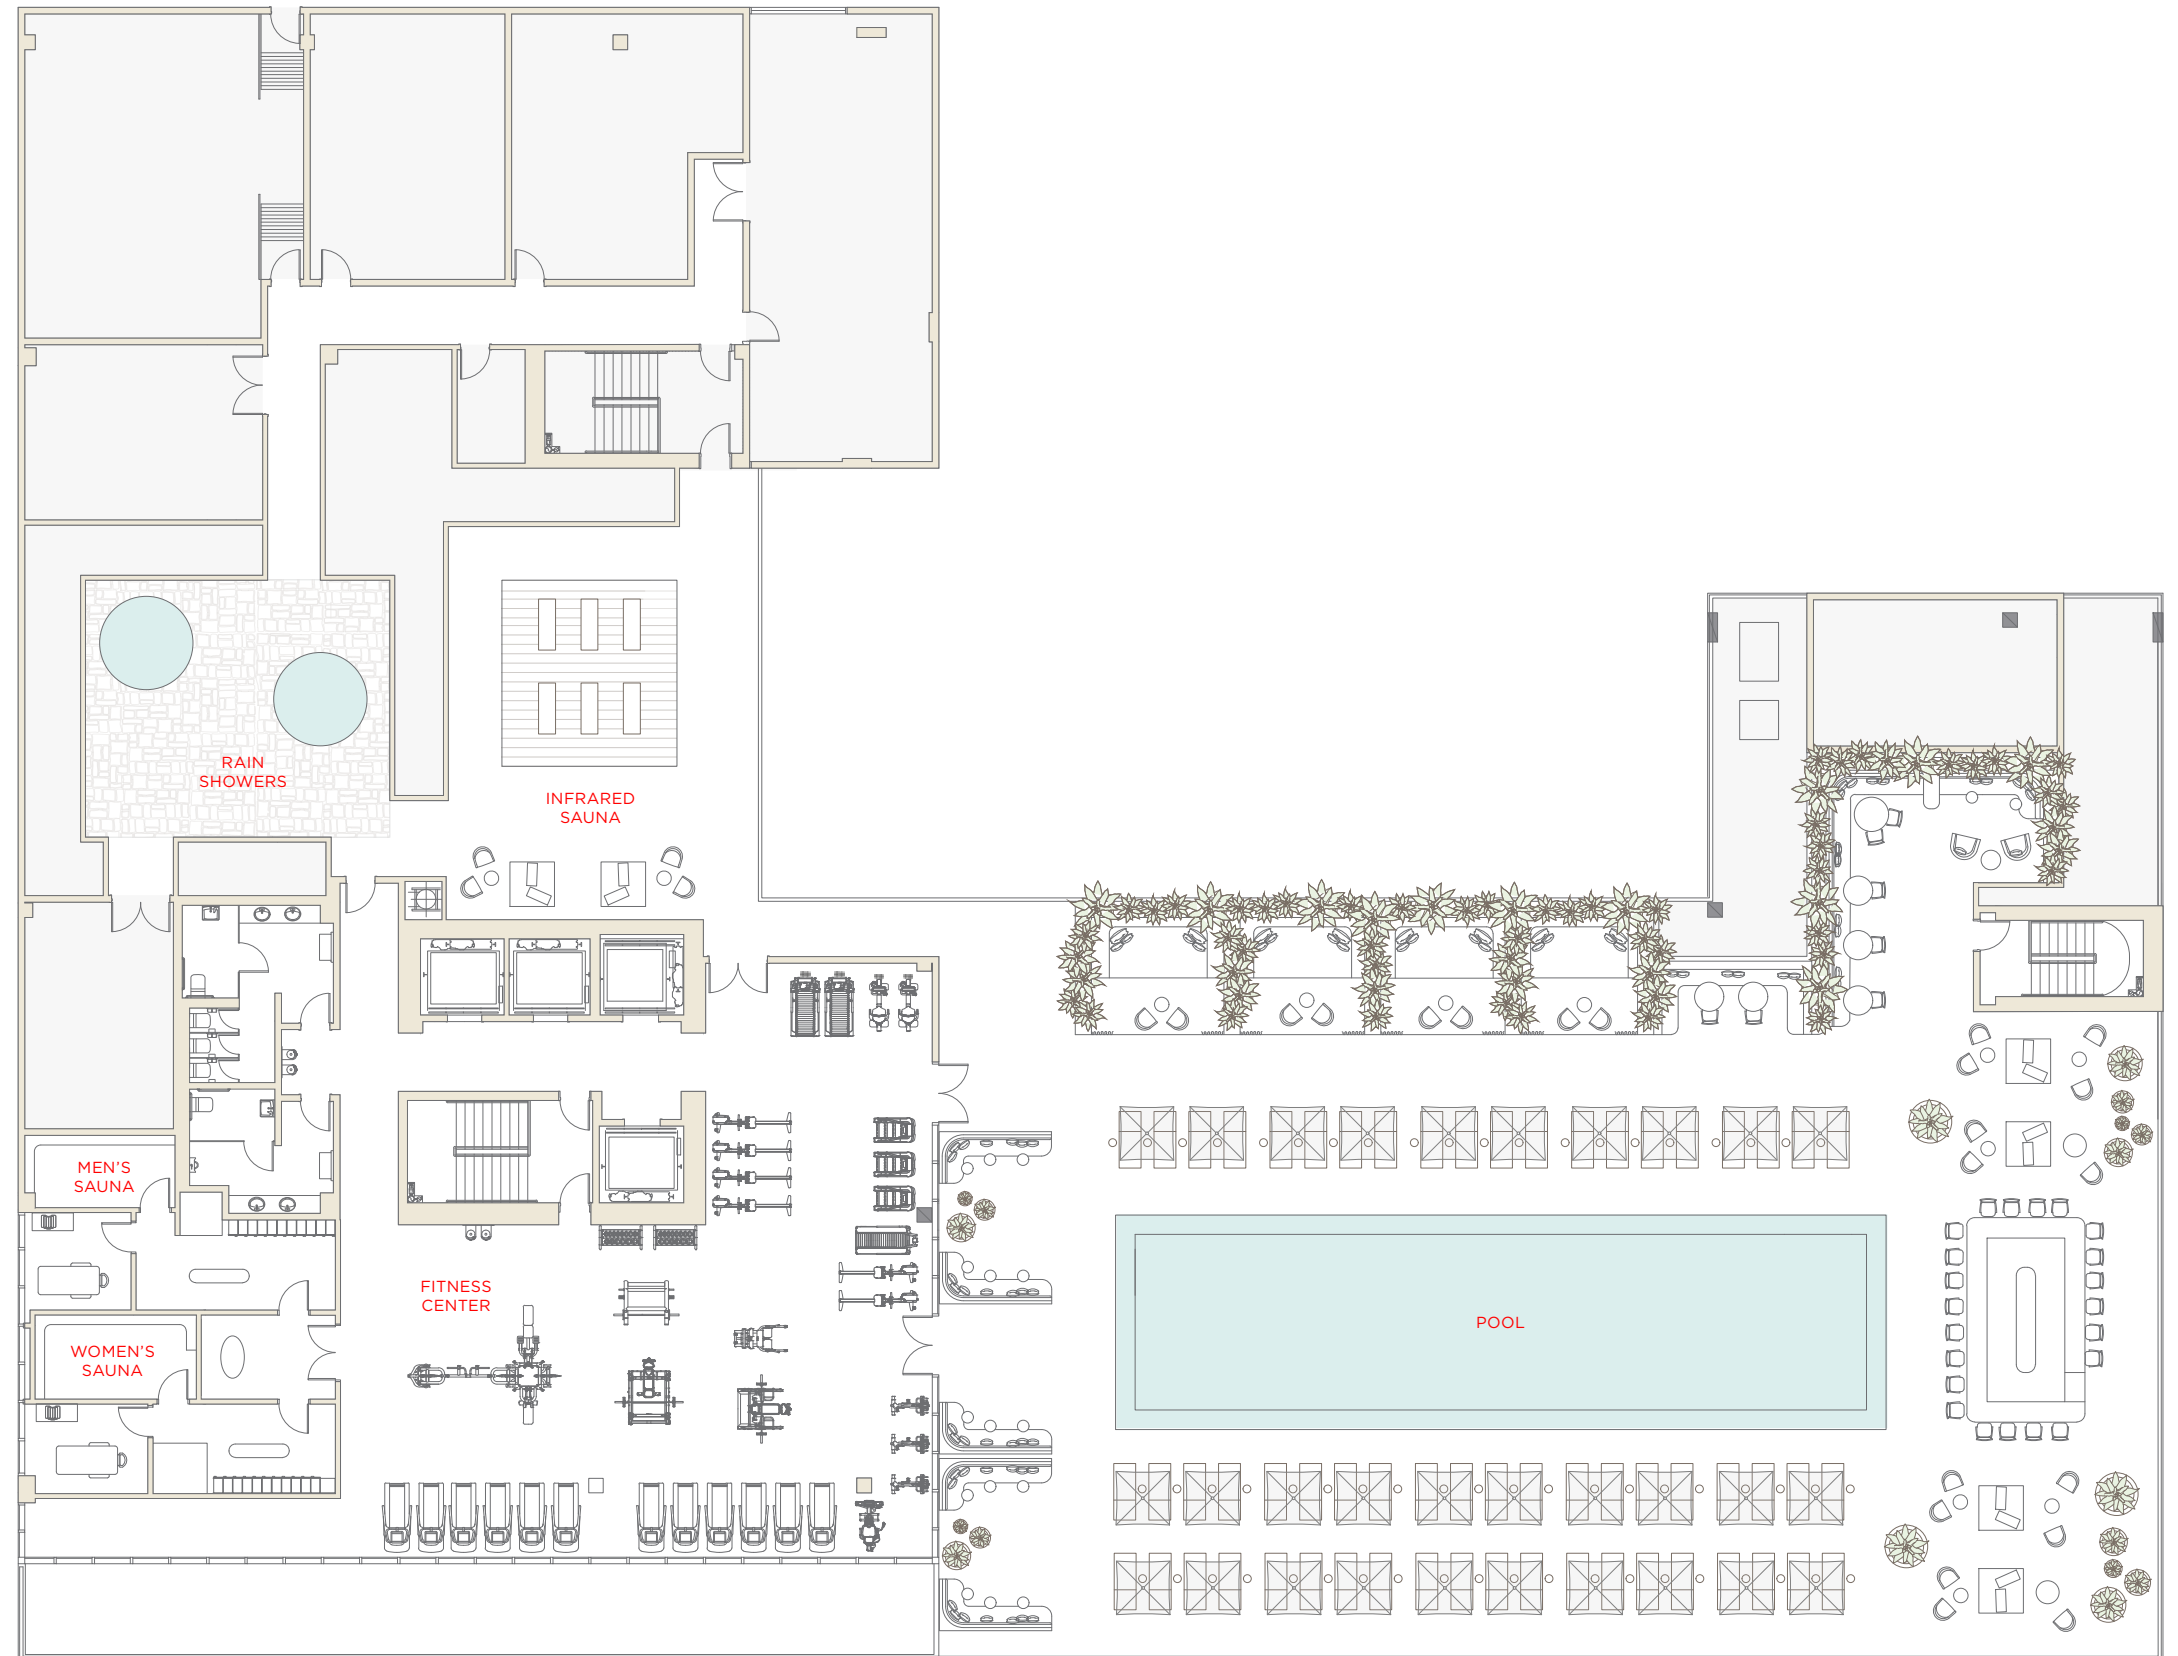 RAIN
SHOWERS
INFRARED
SAUNA
MEN'S
SAUNA
FITNESS
CENTER
POOL
WOMEN'S
SAUNA